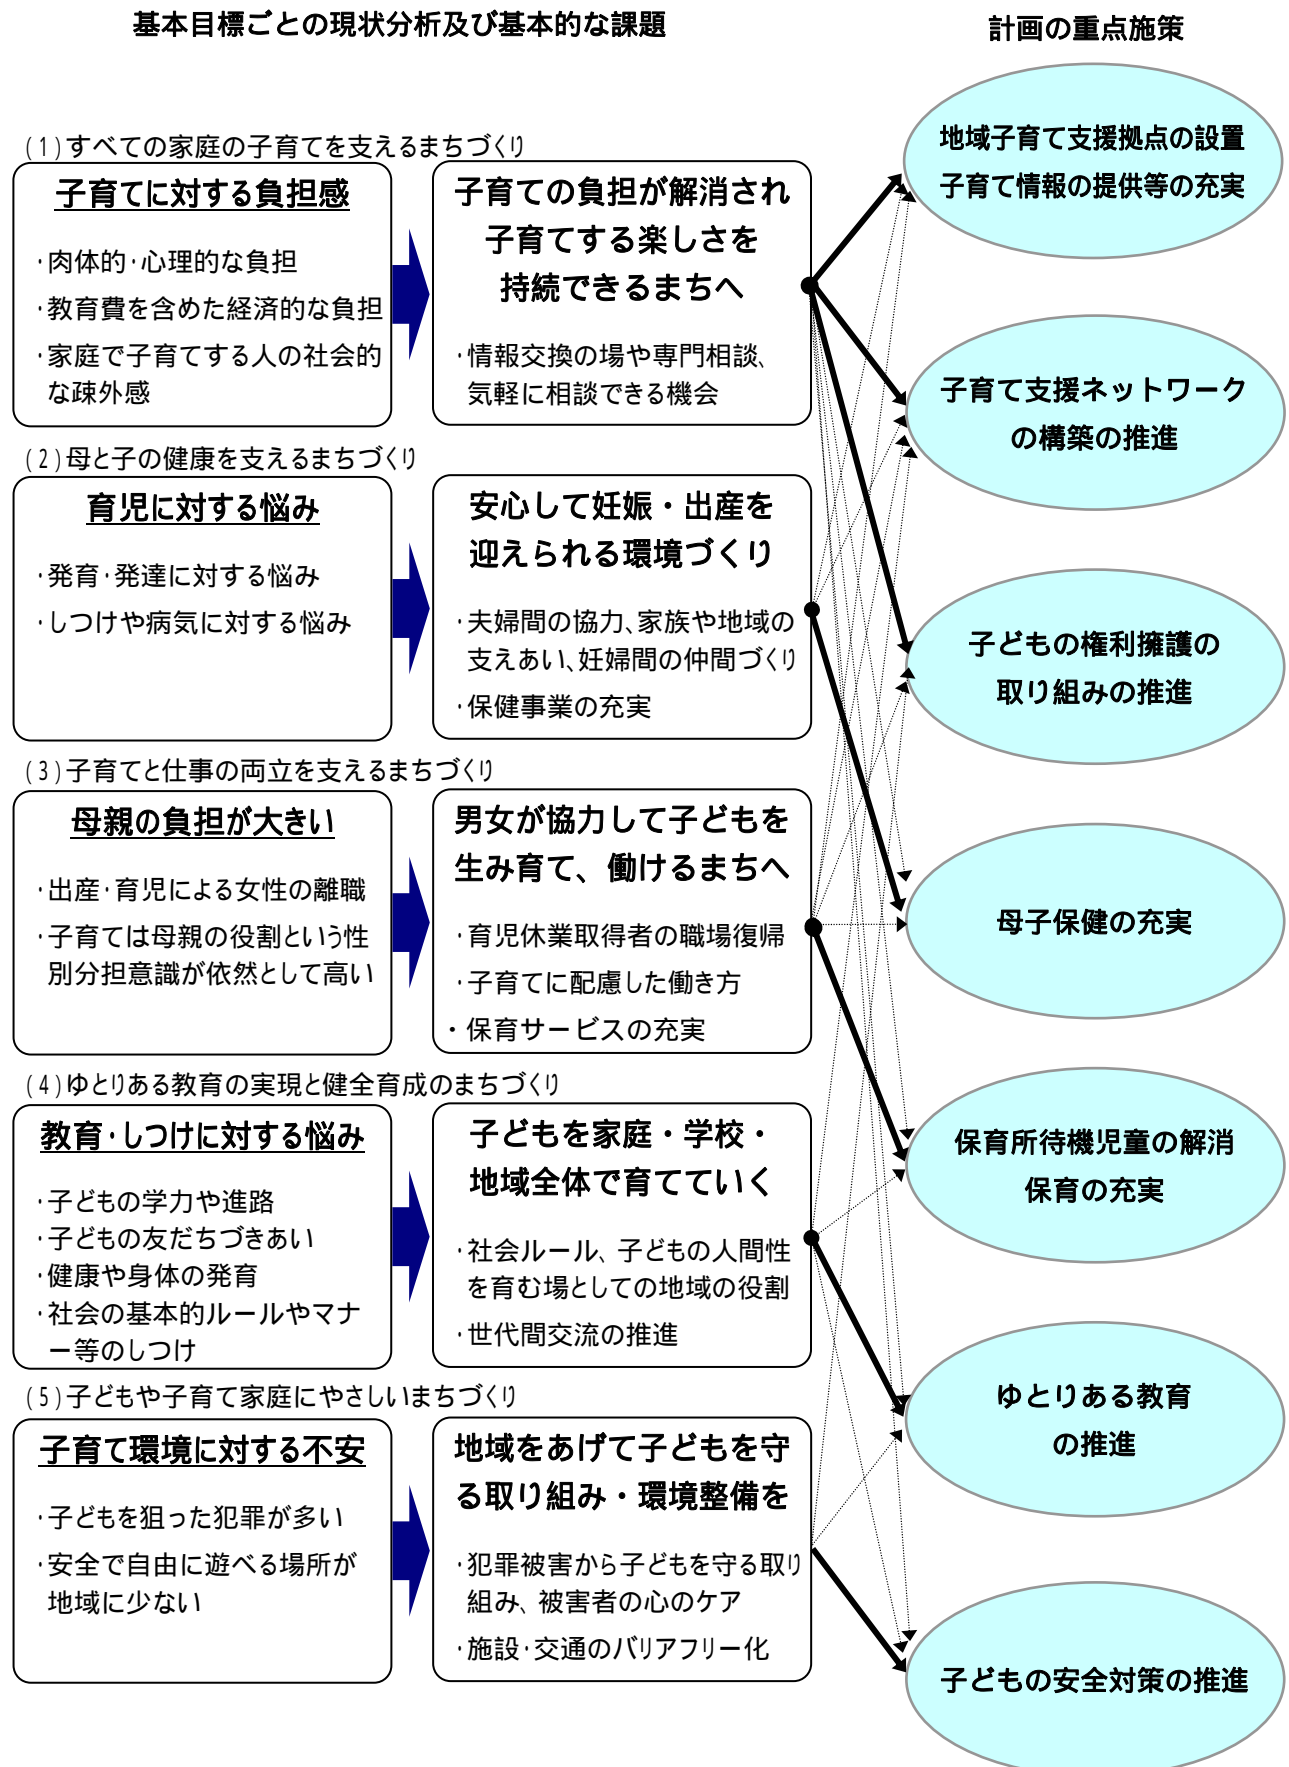 基本目標ごとの現状分析及び基本的な課題
計画の重点施策
(1)すべての家庭の子育てを支えるまちづくり
子育てに対する負担感
・肉体的・心理的な負担
・教育費を含めた経済的な負担
・家庭で子育てする人の社会的
な疎外感
子育ての負担が解消され
子育てする楽しさを
持続できるまちへ
・情報交換の場や専門相談、
気軽に相談できる機会
(2)母と子の健康を支えるまちづくり
育児に対する悩み
・発育・発達に対する悩み
・しつけや病気に対する悩み
安心して妊娠・出産を
迎えられる環境づくり
・夫婦間の協力、家族や地域の
支えあい、妊婦間の仲間づくり
・保健事業の充実
(3)子育てと仕事の両立を支えるまちづくり
母親の負担が大きい
・出産・育児による女性の離職
・子育ては母親の役割という性
別分担意識が依然として高い
男女が協力して子どもを
生み育て、働けるまちへ
・育児休業取得者の職場復帰
・子育てに配慮した働き方
・保育サービスの充実
(4)ゆとりある教育の実現と健全育成のまちづくり
教育・しつけに対する悩み
・子どもの学力や進路
・子どもの友だちづきあい
・健康や身体の発育
・社会の基本的ルールやマナ
ー等のしつけ
子どもを家庭・学校・
地域全体で育てていく
・社会ルール、子どもの人間性
を育む場としての地域の役割
・世代間交流の推進
(5)子どもや子育て家庭にやさしいまちづくり
子育て環境に対する不安
・子どもを狙った犯罪が多い
・安全で自由に遊べる場所が
地域に少ない
地域をあげて子どもを守
る取り組み・環境整備を
・犯罪被害から子どもを守る取り
組み、被害者の心のケア
・施設・交通のバリアフリー化
地域子育て支援拠点の設置
子育て情報の提供等の充実
子育て支援ネットワーク
の構築の推進
子どもの権利擁護の
取り組みの推進
母子保健の充実
保育所待機児童の解消
保育の充実
ゆとりある教育
の推進
子どもの安全対策の推進